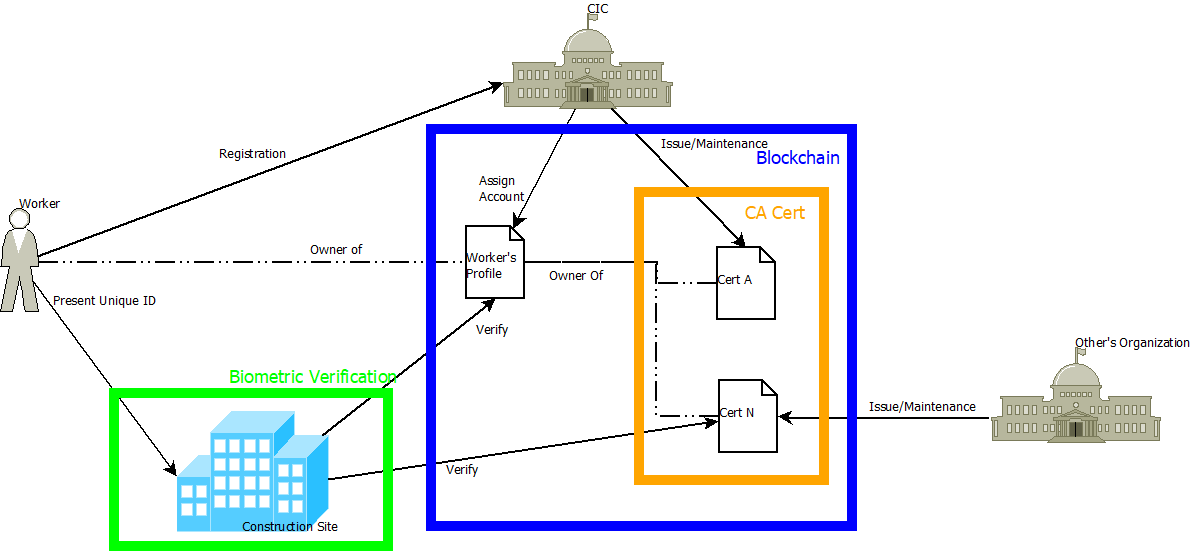 CIC
Issue/Maintenance
Blockchain
Registration
Assign
Account
Worker
CA Cert
Owner of
Worker's
Profile
Owner Of
Cert A
Present Unique ID
Verify
Other's Organization
Biometric Verification
Cert N
Issue/Maintenance
Verify
Construction Site